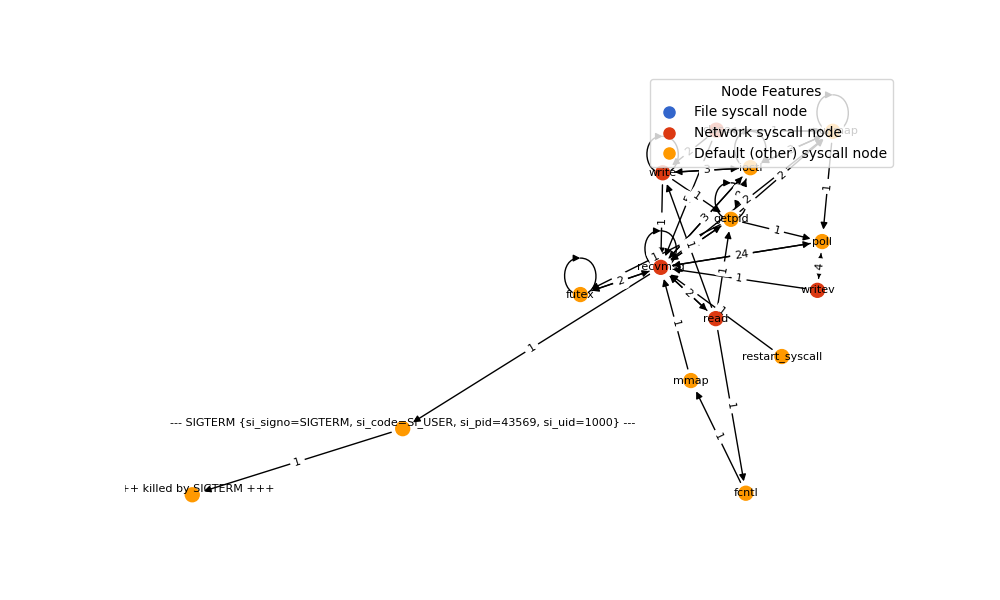 Node Features
File syscall node
Network syscall node
Default (other) syscall node
2
2
write
3
ioctl
2
1
1
2
getpid
3
1
1
1
poll
24
1
recvmsg
4
1
futex
2
2
1
writev
1
read
1
1
1
restart_syscall
mmap
1
--- SIGTERM {si_signo=SIGTERM, si_code=SI_USER, si_pid=43569, si_uid=1000} ---
1
1
++ killed by SIGTERM +++
fcntl